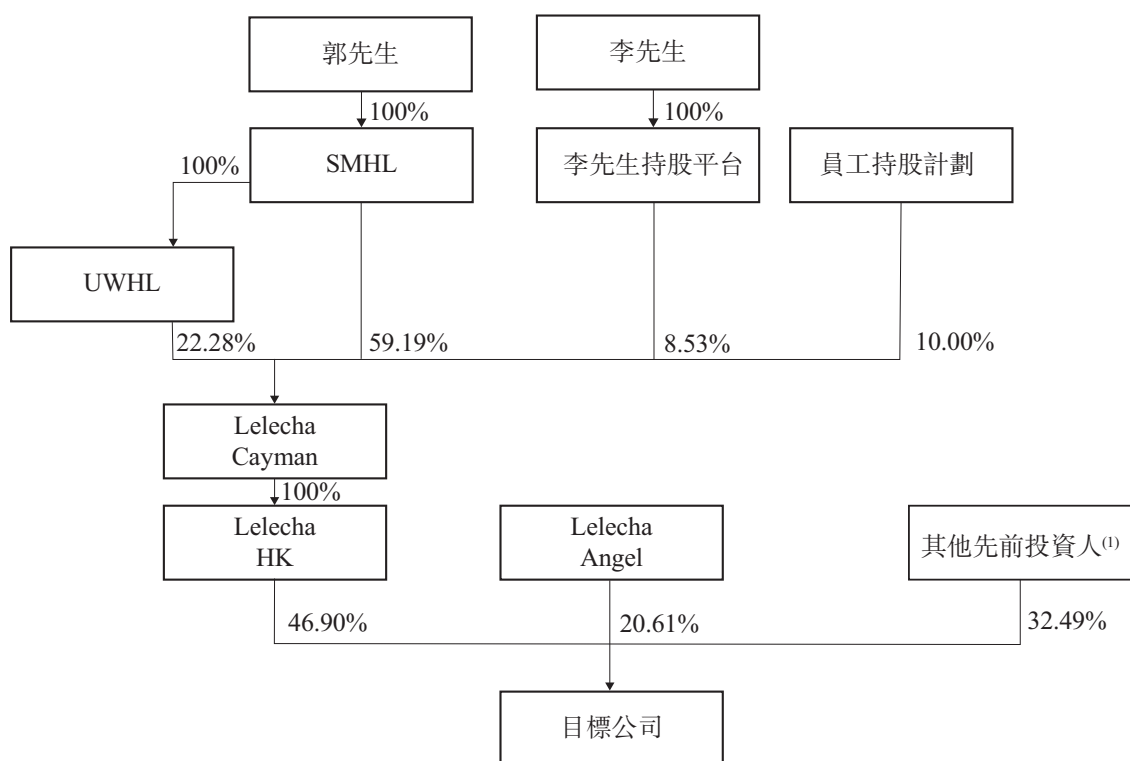 郭先生
李先生
100%
100%
100%
SMHL
李先生持股平台
員工持股計劃
UWHL
22.28%
59.19%
8.53%
10.00%
Lelecha
Cayman
100%
Lelecha
HK
Lelecha
Angel
其他先前投資人(1)
46.90%
20.61%
32.49%
目標公司